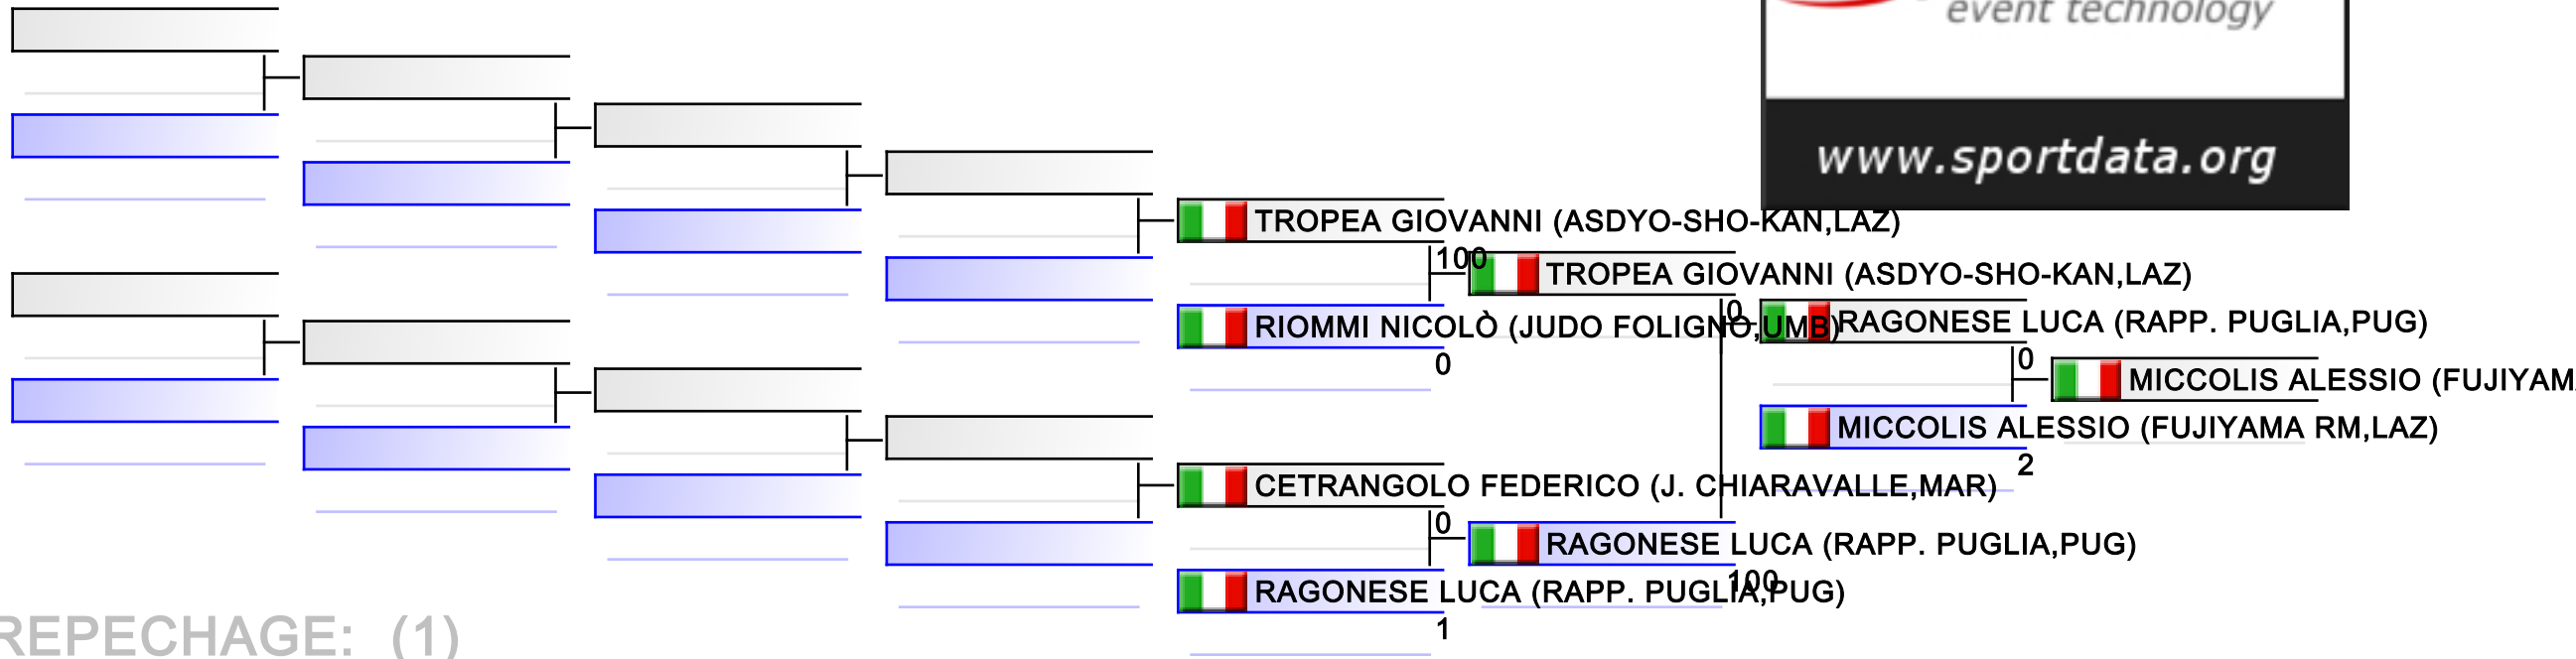 event technology
www.sportdata.org
TROPEA GIOVANNI (ASDYO-SHO-KAN,LAZ)
100
TROPEA GIOVANNI (ASDYO-SHO-KAN,LAZ)
0
RIOMMI NICOLÒ (JUDO FOLIGNO,UMB)
0
RAGONESE LUCA (RAPP. PUGLIA,PUG)
0
MICCOLIS ALESSIO (FUJIYAM
MICCOLIS ALESSIO (FUJIYAMA RM,LAZ)
2
CETRANGOLO FEDERICO (J. CHIARAVALLE,MAR)
0
RAGONESE LUCA (RAPP. PUGLIA,PUG)
100
RAGONESE LUCA (RAPP. PUGLIA,PUG)
1
REPECHAGE: (1)